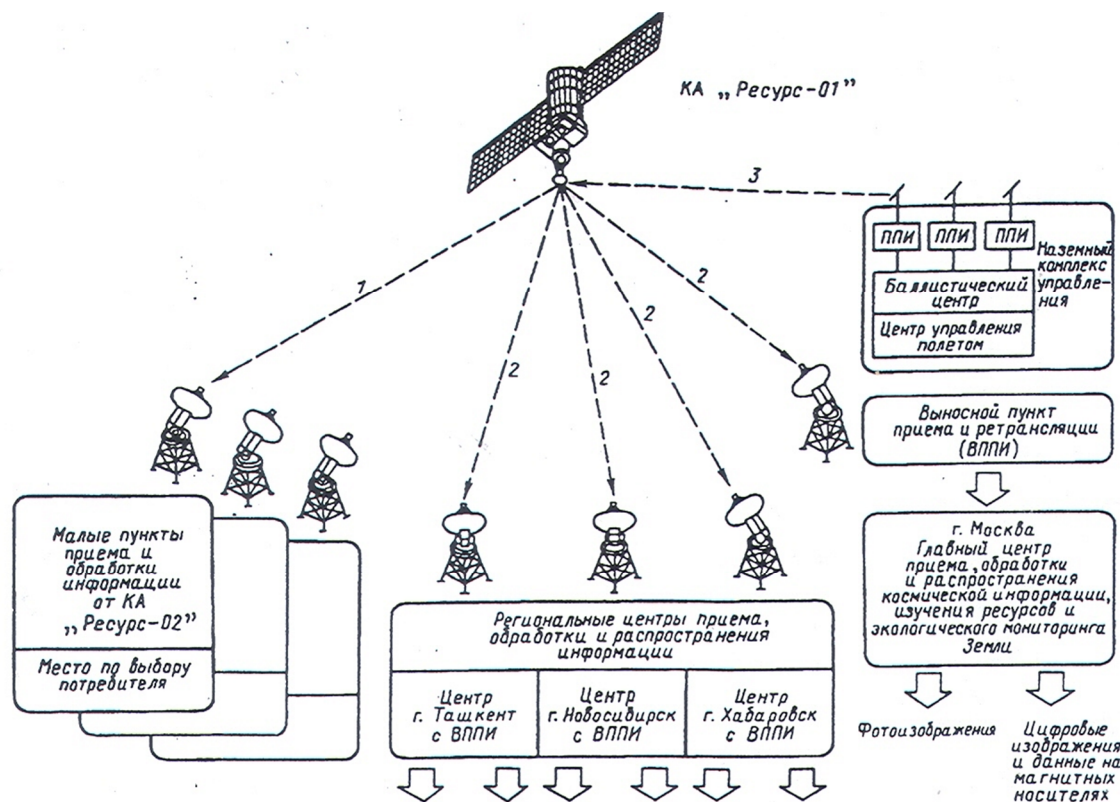 КА „Ресурс-01”
3
1
2
2
2
2
ППИ
ППИ
ППИ
Наземный
комплекс
управле-
ния
Баллистический
центр
Центр управления
полетом
Выносной пункт
приема и ретрансляции
(ВППИ)
г. Москва
Главный центр
приема, обработки
и распространения
космической информации,
изучения ресурсов и
экологического мониторинга
Земли
Фотоизображения
Цифровые
изображения
и данные на
магнитных
носителях
Малые пункты
приема и
обработки
информации
от КА
„Ресурс-02”
Место по выбору
потребителя
Региональные центры приема,
обработки и распространения
информации
Центр
г. Ташкент
с ВППИ
Центр
г. Новосибирск
с ВППИ
Центр
г. Хабаровск
с ВППИ